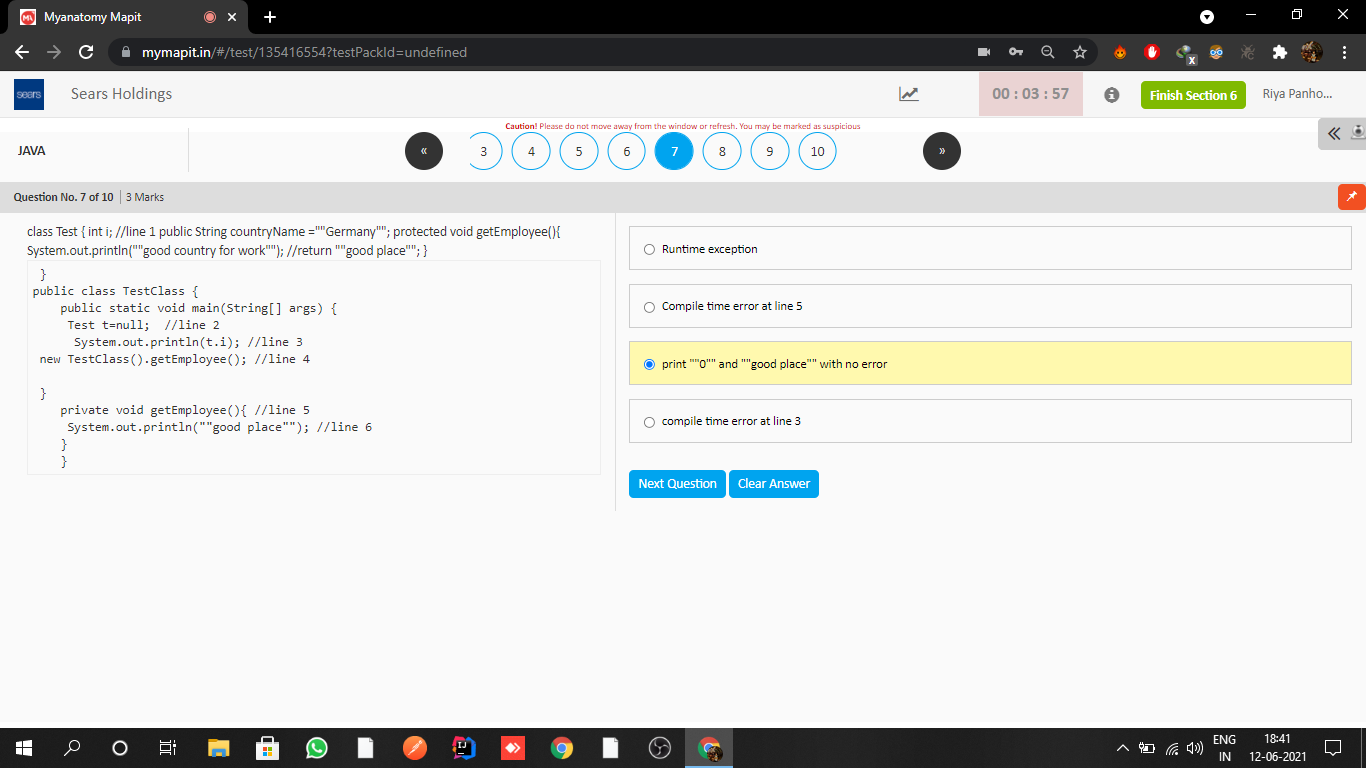 Myanatomy Mapit
mymapit.in/#/test/135416554?testPackId=undefined
sears
Sears Holdings
00 : 03 : 57
Finish Section 6
Riya Panho...
Caution! Please do not move away from the window or refresh, You may be marked as suspicious
JAVA
« 3 4 5 6 7 8 9 10 »
Question No. 7 of 10 | 3 Marks
class Test { int i; //line 1 public String countryName =""Germany""; protected void getEmployee(){
System.out.println(""good country for work""); //return ""good place""; }
}
public class TestClass {
public static void main(String[] args) {
Test t=null; //line 2
System.out.println(t.i); //line 3
new TestClass().getEmployee(); //line 4
}
private void getEmployee(){ //line 5
System.out.println(""good place""); //line 6
}
}
Runtime exception
Compile time error at line 5
print ""0"" and ""good place"" with no error
compile time error at line 3
Next Question
Clear Answer
ENG
IN
18:41
12-06-2021